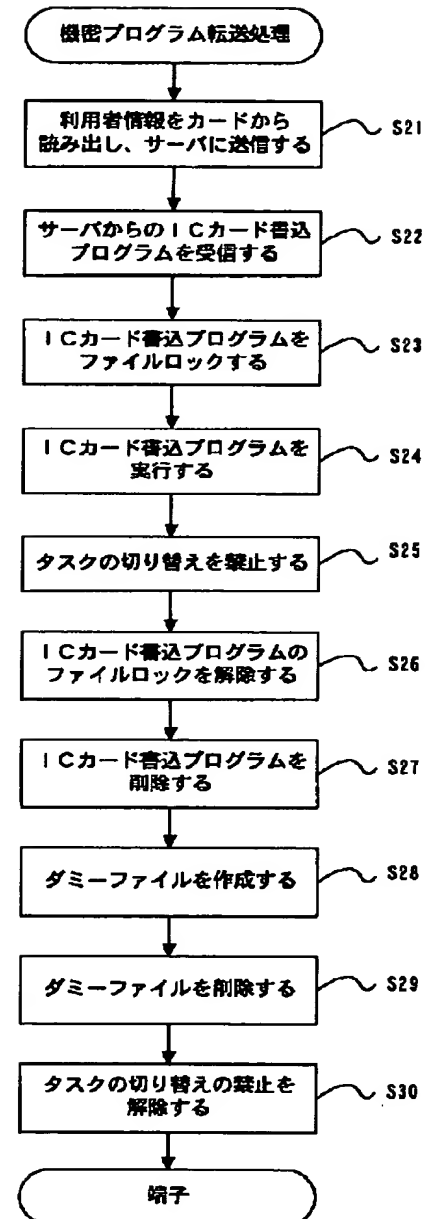 機密プログラム転送処理
利用者情報をカードから
読み出し、サーバに送信する
S21
サーバからのICカード書込
プログラムを受信する
S22
ICカード書込プログラムを
ファイルロックする
S23
ICカード書込プログラムを
実行する
S24
タスクの切り替えを禁止する
S25
ICカード書込プログラムの
ファイルロックを解除する
S26
ICカード書込プログラムを
削除する
S27
ダミーファイルを作成する
S28
ダミーファイルを削除する
S29
タスクの切り替えの禁止を
解除する
S30
端子